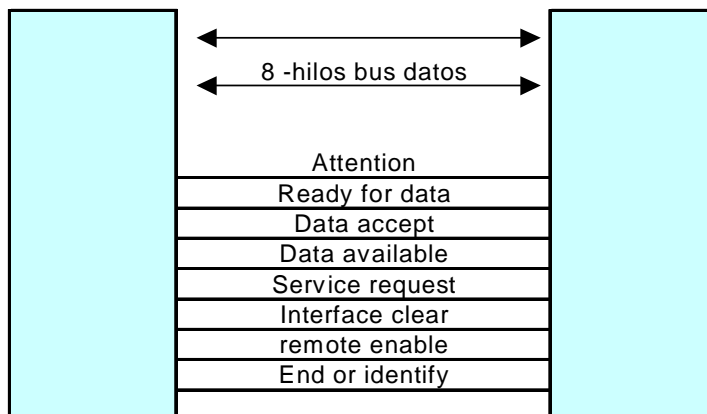 8 -hilos bus datos
Attention
Ready for data
Data accept
Data available
Service request
Interface clear
remote enable
End or identify